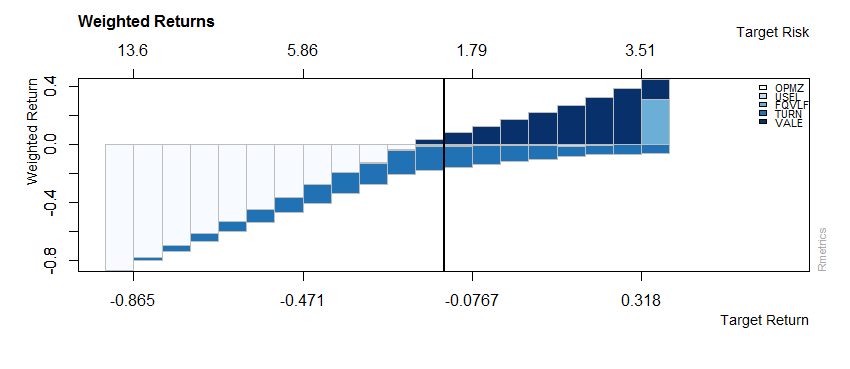 Weighted Returns
Target Risk
13.6 5.86 1.79 3.51
Weighted Return
0.4
0.0
-0.4
-0.8
OPMZ
USEL
FQVLF
TURN
VALE
Rmetrics
-0.865 -0.471 -0.0767 0.318
Target Return